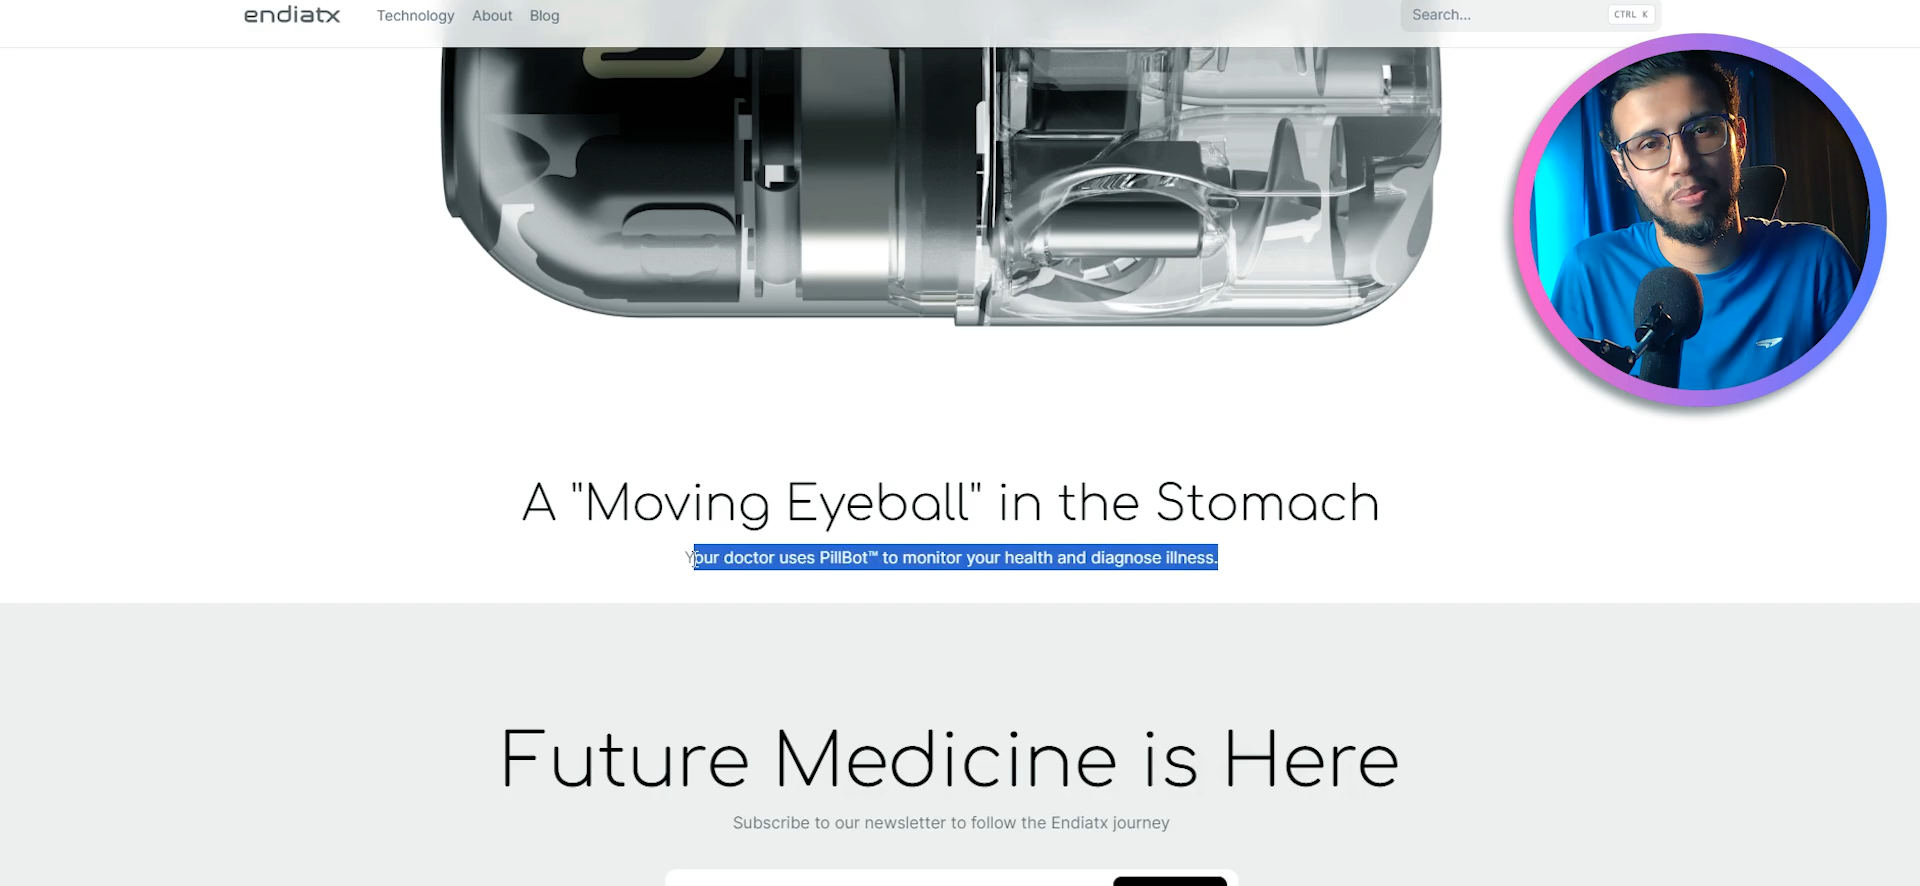 endiatx
Technology About Blog
Search... CTRL K
A "Moving Eyeball" in the Stomach
Your doctor uses PillBot™ to monitor your health and diagnose illness.
Future Medicine is Here
Subscribe to our newsletter to follow the Endiatx journey